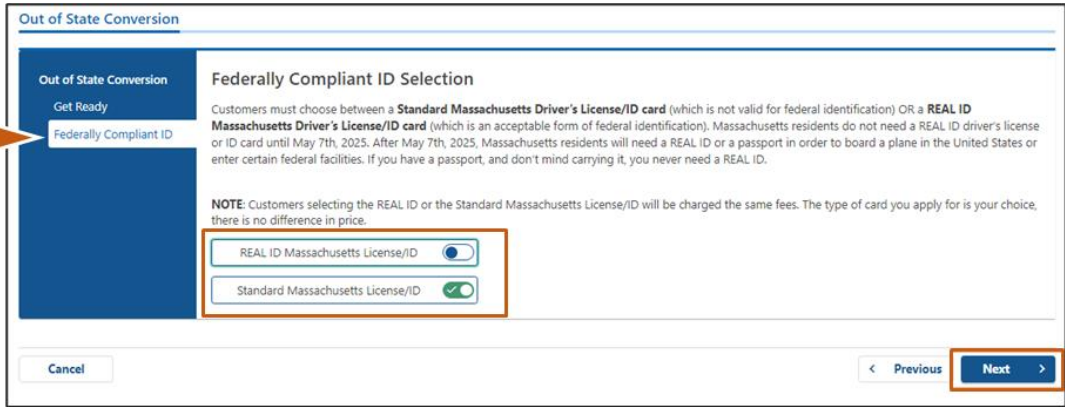 Out of State Conversion
Out of State Conversion
Get Ready
Federally Compliant ID
Federally Compliant ID Selection
Customers must choose between a Standard Massachusetts Driver's License/ID card (which is not valid for federal identification) OR a REAL ID
Massachusetts Driver's License/ID card (which is an acceptable form of federal identification). Massachusetts residents do not need a REAL ID driver's license
or ID card until May 7th, 2025. After May 7th, 2025, Massachusetts residents will need a REAL ID or a passport in order to board a plane in the United States or
enter certain federal facilities. If you have a passport, and don't mind carrying it, you never need a REAL ID.
NOTE: Customers selecting the REAL ID or the Standard Massachusetts License/ID will be charged the same fees. The type of card you apply for is your choice,
there is no difference in price.
REAL ID Massachusetts License/ID
Standard Massachusetts License/ID
Cancel
< Previous
Next >